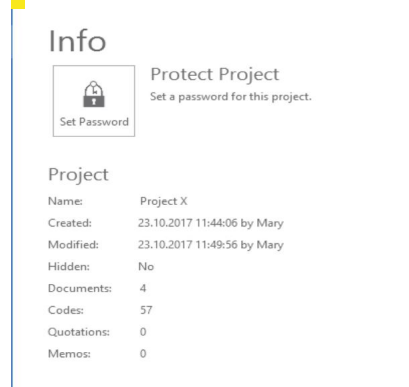 Info
Protect Project
Set a password for this project.
Set Password
Project
Name: Project X
Created: 23.10.2017 11:44:06 by Mary
Modified: 23.10.2017 11:49:56 by Mary
Hidden: No
Documents: 4
Codes: 57
Quotations: 0
Memos: 0